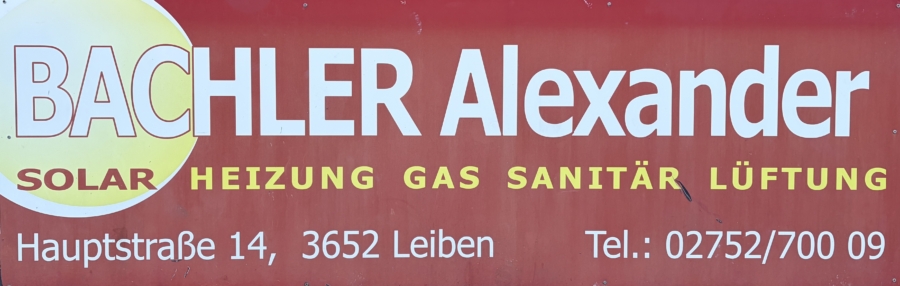 BACHLER Alexander
SOLAR HEIZUNG GAS SANITÄR LÜFTUNG
Hauptstraße 14, 3652 Leiben Tel.: 02752/700 09